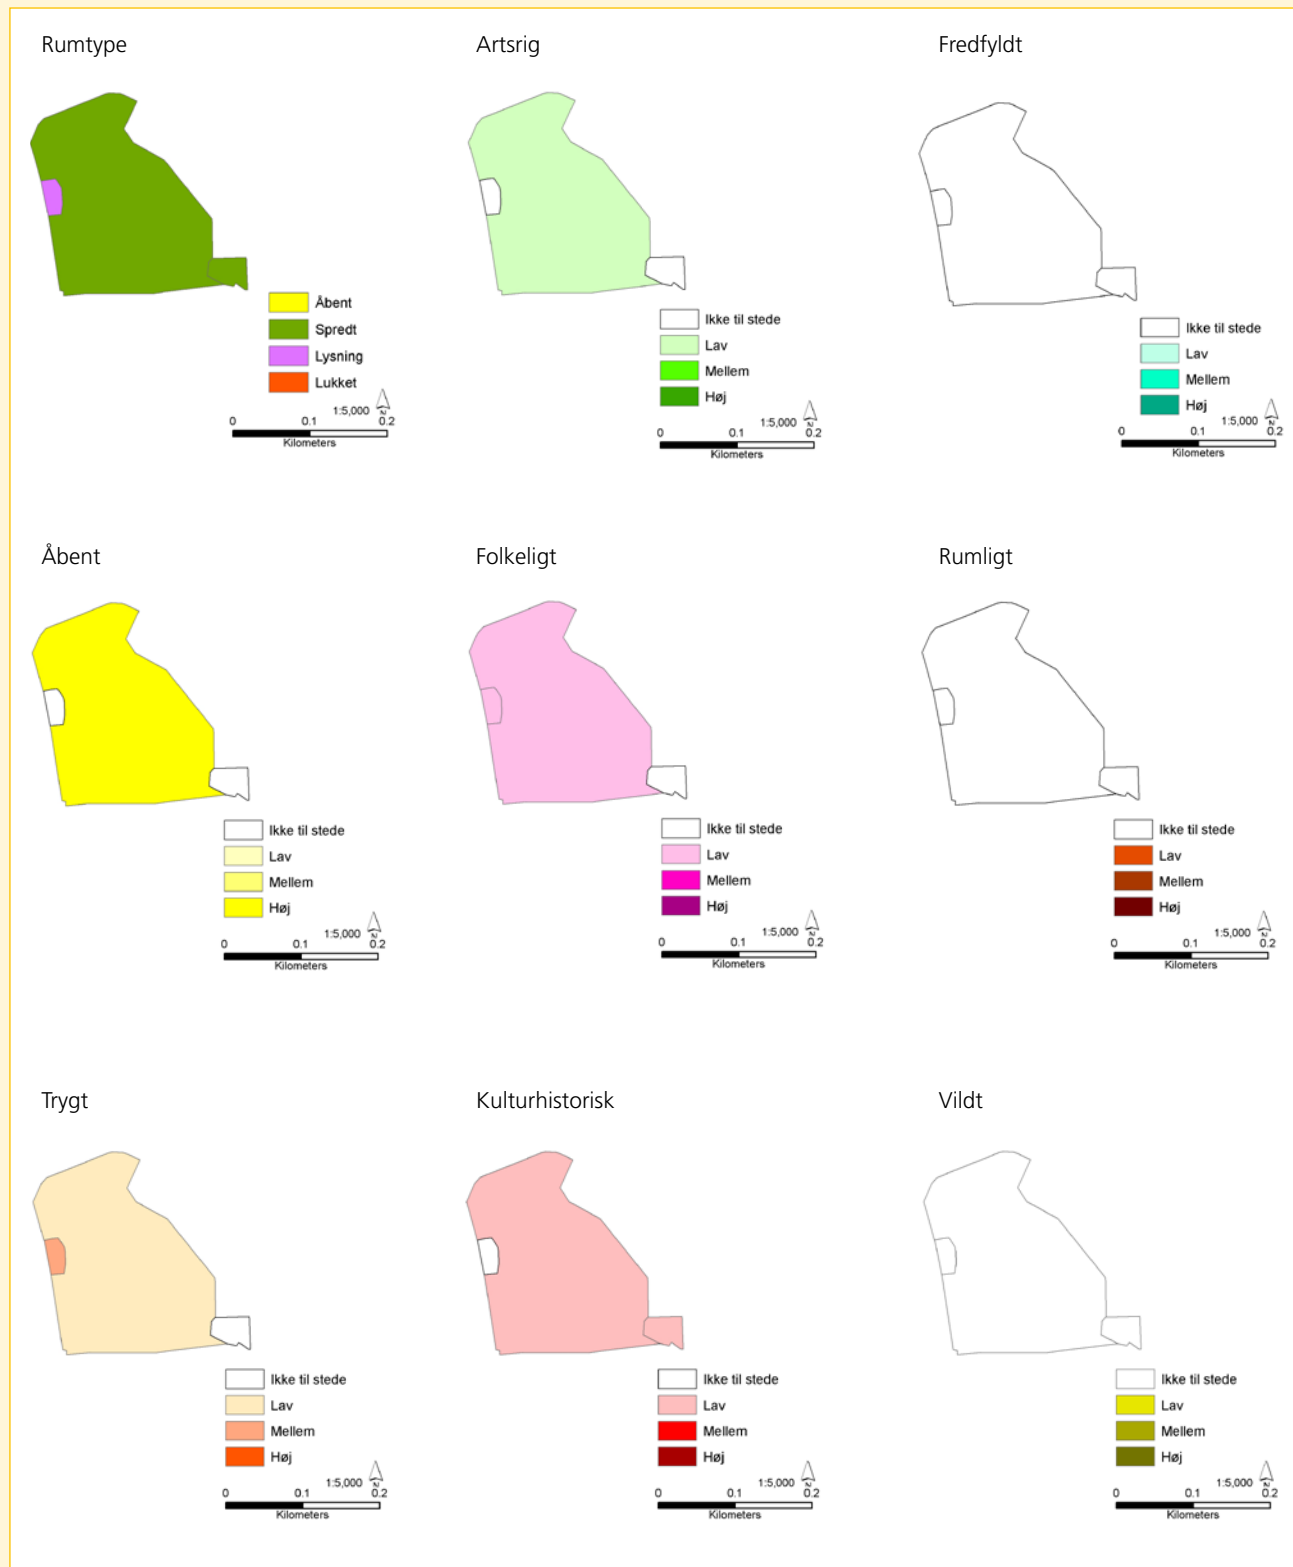 Rumtype
Åbent
Spredt
Lysning
Lukket
1:5,000
0 0.1 0.2
Kilometers
Artsrig
Ikke til stede
Lav
Mellem
Høj
1:5,000
0 0.1 0.2
Kilometers
Fredfyldt
Ikke til stede
Lav
Mellem
Høj
1:5,000
0 0.1 0.2
Kilometers
Åbent
Ikke til stede
Lav
Mellem
Høj
1:5,000
0 0.1 0.2
Kilometers
Folkeligt
Ikke til stede
Lav
Mellem
Høj
1:5,000
0 0.1 0.2
Kilometers
Rumligt
Ikke til stede
Lav
Mellem
Høj
1:5,000
0 0.1 0.2
Kilometers
Trygt
Ikke til stede
Lav
Mellem
Høj
1:5,000
0 0.1 0.2
Kilometers
Kulturhistorisk
Ikke til stede
Lav
Mellem
Høj
1:5,000
0 0.1 0.2
Kilometers
Vildt
Ikke til stede
Lav
Mellem
Høj
1:5,000
0 0.1 0.2
Kilometers